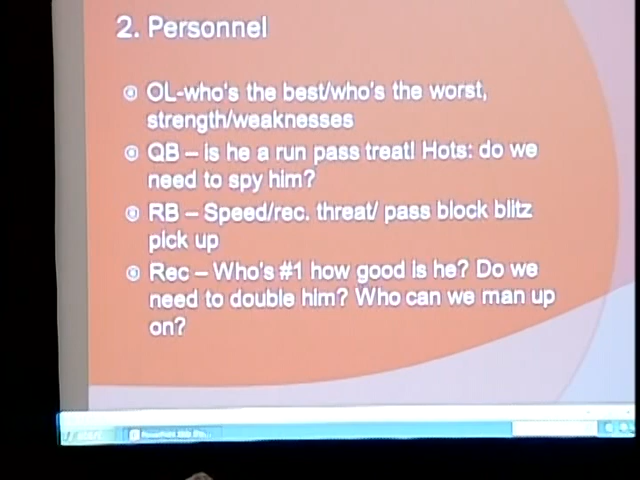 2. Personnel
OL-who's the best/who's the worst,
strength/weaknesses
QB – is he a run pass treat! Hots: do we
need to spy him?
RB – Speed/rec. threat/ pass block blitz
pick up
Rec – Who's #1 how good is he? Do we
need to double him? Who can we man up
on?